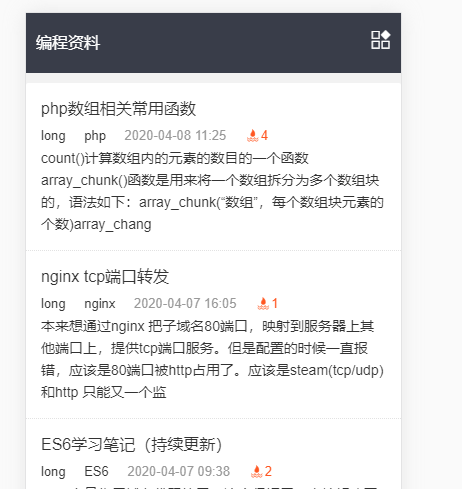 编程资料
php数组相关常用函数
long php 2020-04-08 11:25 4
count()计算数组内的元素的数目的一个函数
array_chunk()函数是用来将一个数组拆分为多个数组块
的，语法如下：array_chunk(“数组”，每个数组块元素的
个数)array_chang
nginx tcp端口转发
long nginx 2020-04-07 16:05 1
本来想通过nginx 把子域名80端口，映射到服务器上其
他端口上，提供tcp端口服务。但是配置的时候一直报
错，应该是80端口被http占用了。应该是steam(tcp/udp)
和http 只能又一个监
ES6学习笔记（持续更新）
long ES6 2020-04-07 09:38 2